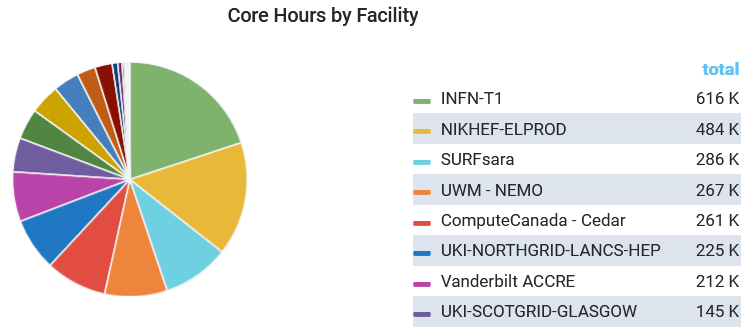 Core Hours by Facility
total
INFN-T1 616 K
NIKHEF-ELPROD 484 K
SURFsara 286 K
UWM - NEMO 267 K
ComputeCanada - Cedar 261 K
UKI-NORTHGRID-LANCS-HEP 225 K
Vanderbilt ACCRE 212 K
UKI-SCOTGRID-GLASGOW 145 K